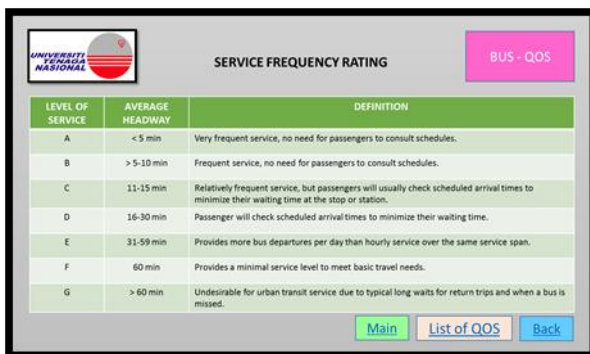 UNIVERSITI
TENAGA
NASIONAL
SERVICE FREQUENCY RATING
BUS - QOS
LEVEL OF SERVICE AVERAGE HEADWAY DEFINITION
A < 5 min Very frequent service, no need for passengers to consult schedules.
B > 5-10 min Frequent service, no need for passengers to consult schedules.
C 11-15 min Relatively frequent service, but passengers will usually check scheduled arrival times to
minimize their waiting time at the stop or station.
D 16-30 min Passenger will check scheduled arrival times to minimize their waiting time.
E 31-59 min Provides more bus departures per day than hourly service over the same service span.
F 60 min Provides a minimal service level to meet basic travel needs.
G > 60 min Undesirable for urban transit service due to typical long waits for return trips and when a bus is
missed.
Main List of QOS Back